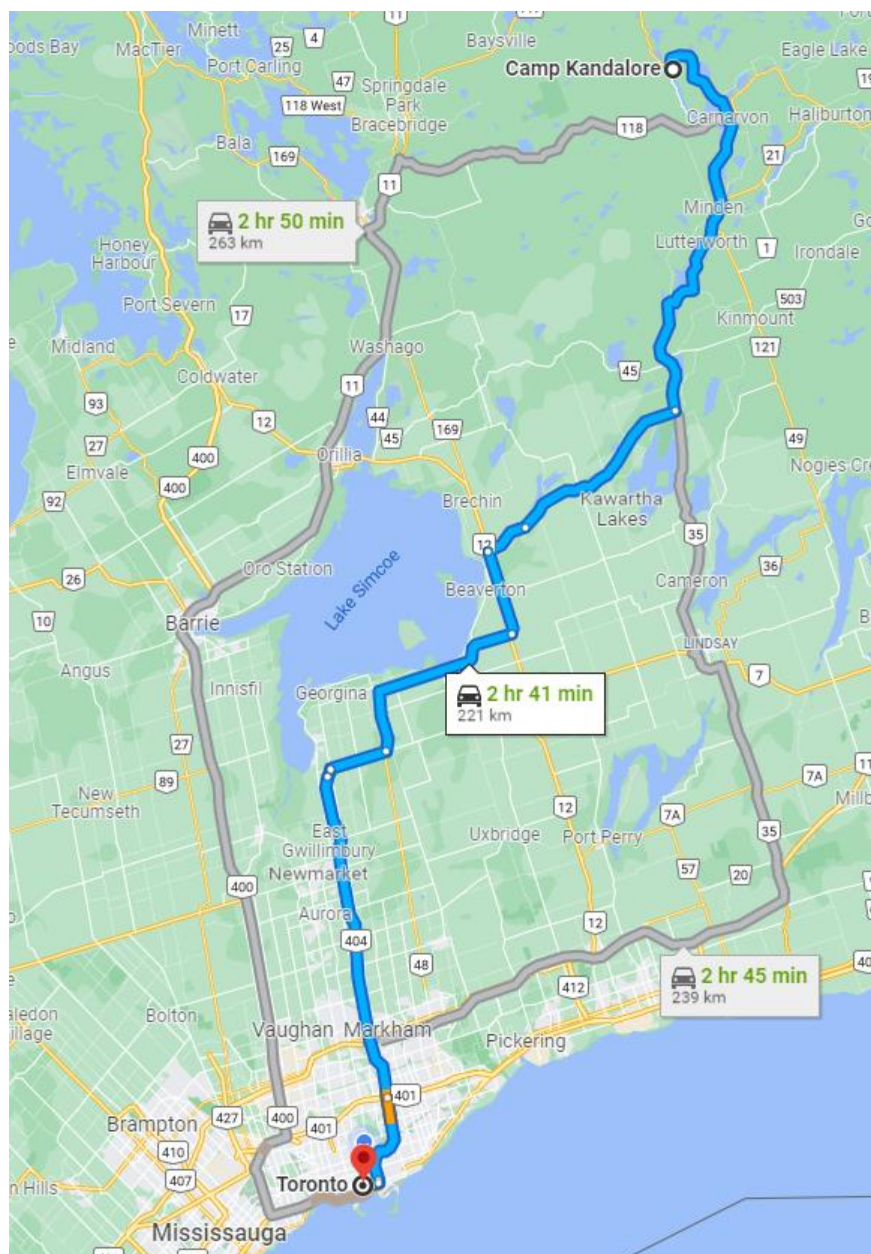 11
Minett
4
Baysville
oods Bay
MacTier
25
Port Carling
Eagle Lake
Camp Kandalore
47
Springdale
Park
Bracebridge
118 West
Carnarvon
Haliburton
118
Bala
169
21
11
2 hr 50 min
263 km
Minden
Lutterworth
1
Irondale
Honey
Harbour
Port Severn
17
503
Kinmount
Midland
Washago
121
Coldwater
11
45
93
44
12
169
45
49
27
400
Orillia
Elmvale
Nogies Cre
400
Brechin
92
Kawartha
Lakes
12
35
Lake Simcoe
Oro Station
26
36
Beaverton
Cameron
10
Barrie
LINDSAY
Angus
Innisfil
7
Georgina
2 hr 41 min
221 km
27
89
7A
New
Tecumseth
12
7A
East
Gwillimbury
Uxbridge
Port Perry
Millb
35
Newmarket
57
20
400
Aurora
12
404
48
2 hr 45 min
239 km
412
aledon
illage
Bolton
Vaughan
Markham
Pickering
401
427
400
401
Brampton
410
407
Toronto
n Hills
Mississauga